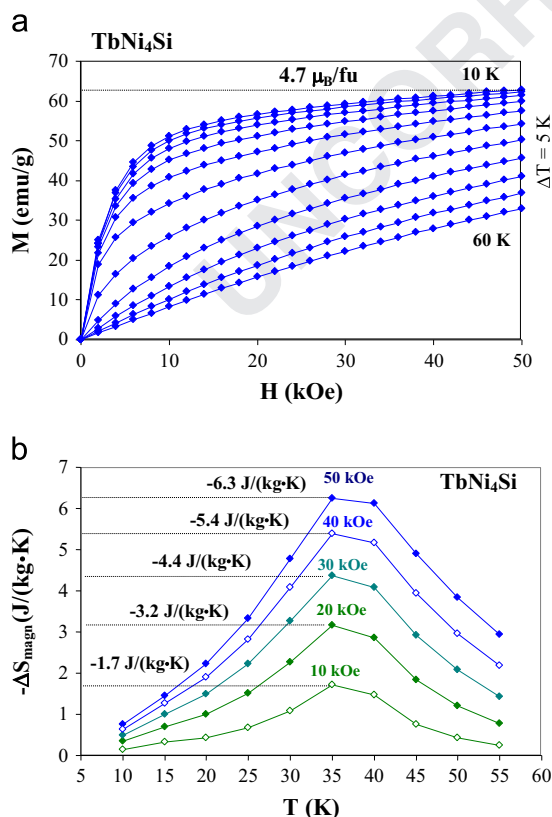 a
TbNi₄Si
UNCORR
70
60
50
40
30
20
10
0
M (emu/g)
4.7 μ_B/fu
10 K
ΔT = 5 K
60 K
0
10
20
30
40
50
H (kOe)
b
7
6
5
4
3
2
1
0
-ΔS_magn (J/(kg•K)
-6.3 J/(kg•K)
50 kOe
TbNi₄Si
-5.4 J/(kg•K)
40 kOe
-4.4 J/(kg•K)
30 kOe
-3.2 J/(kg•K)
20 kOe
-1.7 J/(kg•K)
10 kOe
5
10
15
20
25
30
35
40
45
50
55
60
T (K)